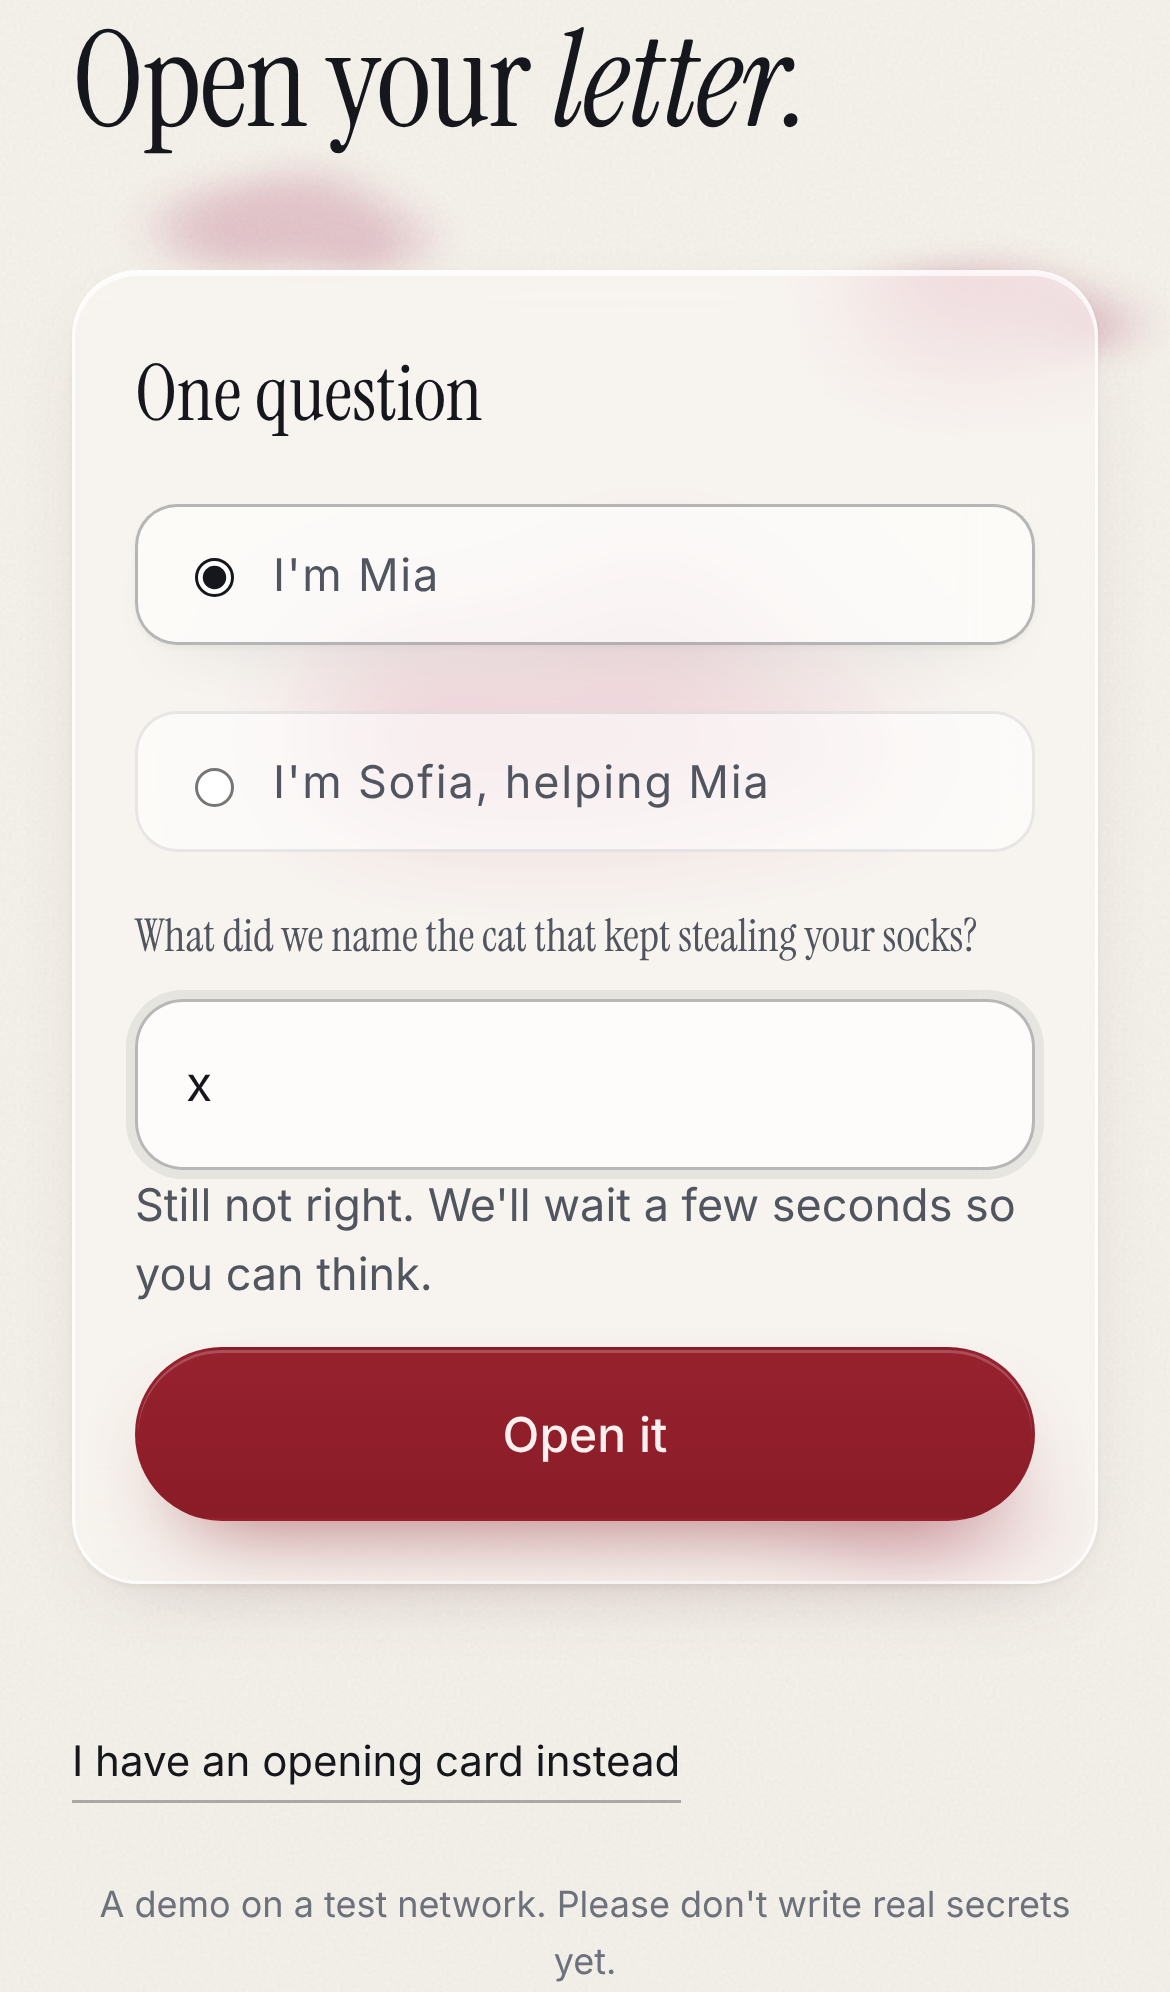 Open your letter.
One question
I'm Mia
I'm Sofia, helping Mia
What did we name the cat that kept stealing your socks?
x
Still not right. We'll wait a few seconds so
you can think.
Open it
I have an opening card instead
A demo on a test network. Please don't write real secrets
yet.